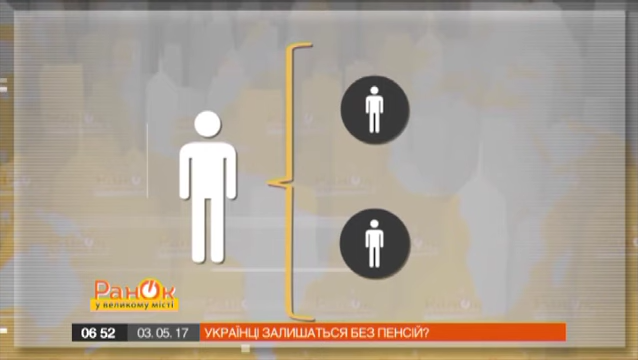 РАНОК
у великому місті
06 52 03. 05. 17 УКРАЇНЦІ ЗАЛИШАТЬСЯ БЕЗ ПЕНСІЙ?